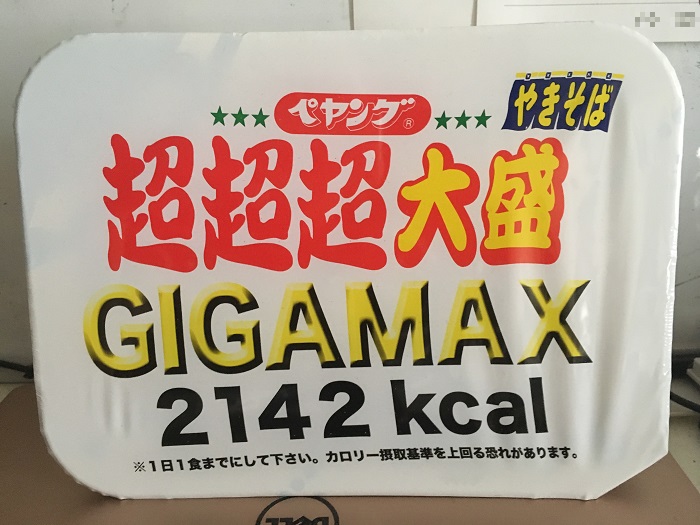 ペヤング®
やきそば
超超超大盛
GIGAMAX
2142 kcal
※1日1食までにして下さい。カロリー摂取基準を上回る恐れがあります。
DELL